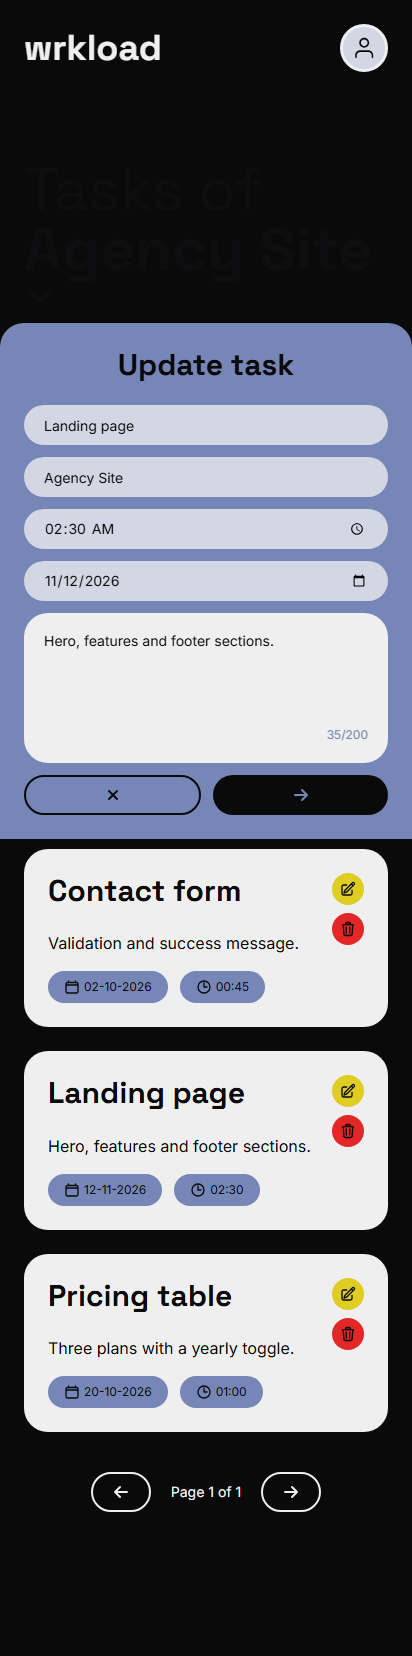 wrkload
Tasks of
Agency Site
Update task
Landing page
Agency Site
02:30 AM
11/12/2026
Hero, features and footer sections.
35/200
Contact form
Validation and success message.
02-10-2026 00:45
Landing page
Hero, features and footer sections.
12-11-2026 02:30
Pricing table
Three plans with a yearly toggle.
20-10-2026 01:00
Page 1 of 1